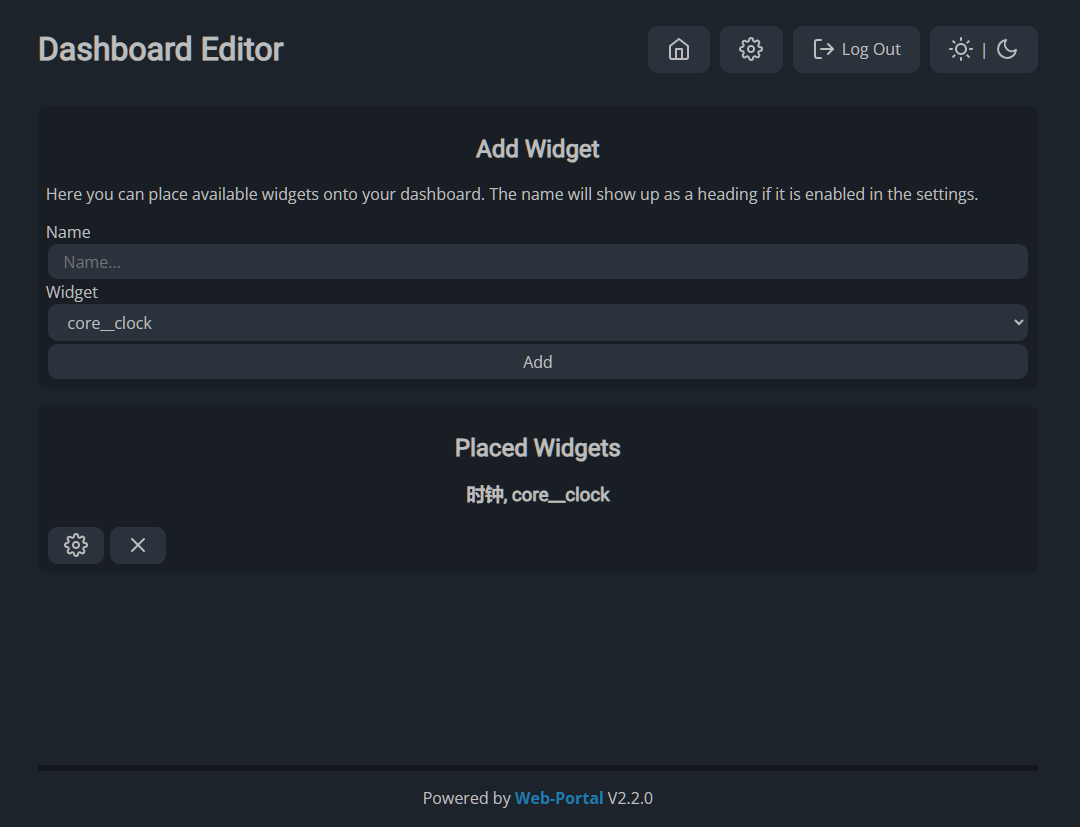 Dashboard Editor
Log Out
|
Add Widget
Here you can place available widgets onto your dashboard. The name will show up as a heading if it is enabled in the settings.
Name
Name...
Widget
core__clock
Add
Placed Widgets
时钟, core__clock
Powered by Web-Portal V2.2.0